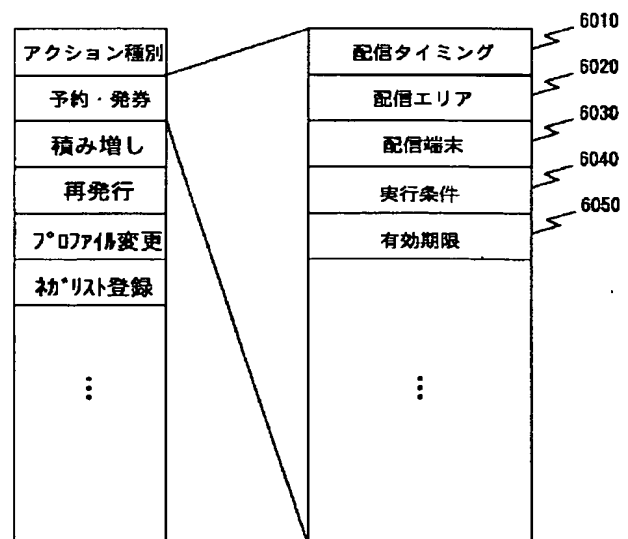 アクション種別
予約・発券
積み増し
再発行
プロファイル変更
ネガリスト登録
⋮
配信タイミング
配信エリア
配信端末
実行条件
有効期限
⋮
6010
6020
6030
6040
6050